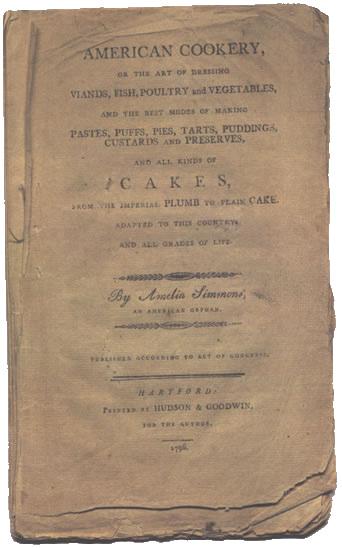 AMERICAN COOKERY,
OR THE ART OF DRESSING
VIANDS, FISH, POULTRY and VEGETABLES,
AND THE BEST MODES OF MAKING
PASTES, PUFFS, PIES, TARTS, PUDDINGS,
CUSTARDS AND PRESERVES,
AND ALL KINDS OF
CAKES,
FROM THE IMPERIAL PLUMB TO PLAIN CAKE.
ADAPTED TO THIS COUNTRY,
AND ALL GRADES OF LIFE.
By Amelia Simmons,
AN AMERICAN ORPHAN.
PUBLISHED ACCORDING TO ACT OF CONGRESS.
HARTFORD:
PRINTED BY HUDSON & GOODWIN,
FOR THE AUTHOR.
1796.